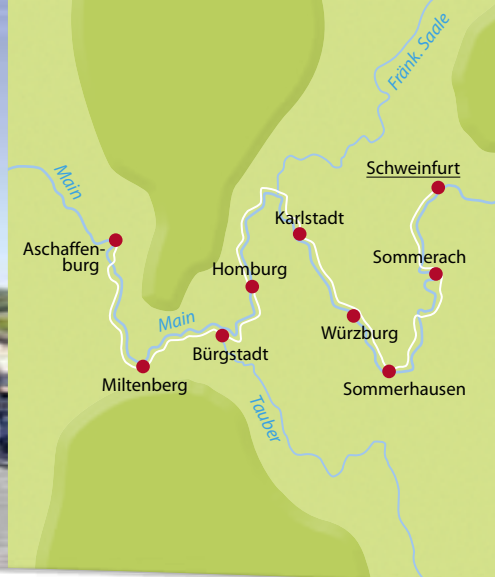 Fränk. Saale
Schweinfurt
Main
Karlstadt
Aschaffen-
burg
Sommerach
Homburg
Main
Würzburg
Bürgstadt
Miltenberg
Sommerhausen
Tauber